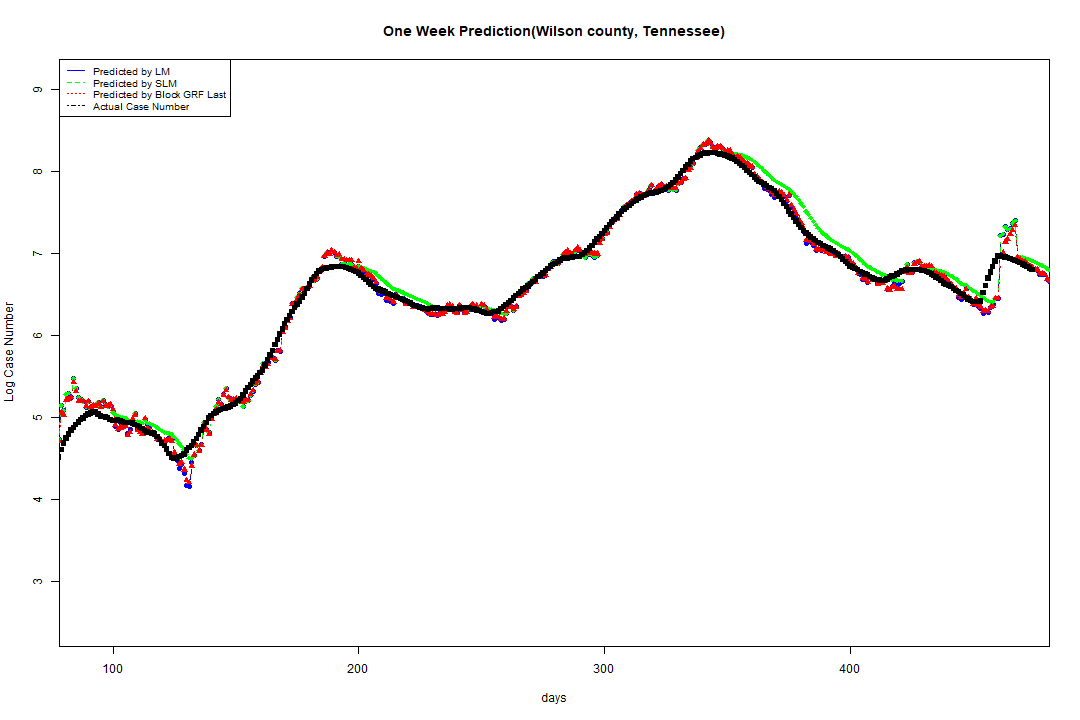 One Week Prediction(Wilson county, Tennessee)
Predicted by LM
Predicted by SLM
Predicted by Block GRF Last
Actual Case Number
9
8
7
6
5
4
3
Log Case Number
100 200 300 400
days